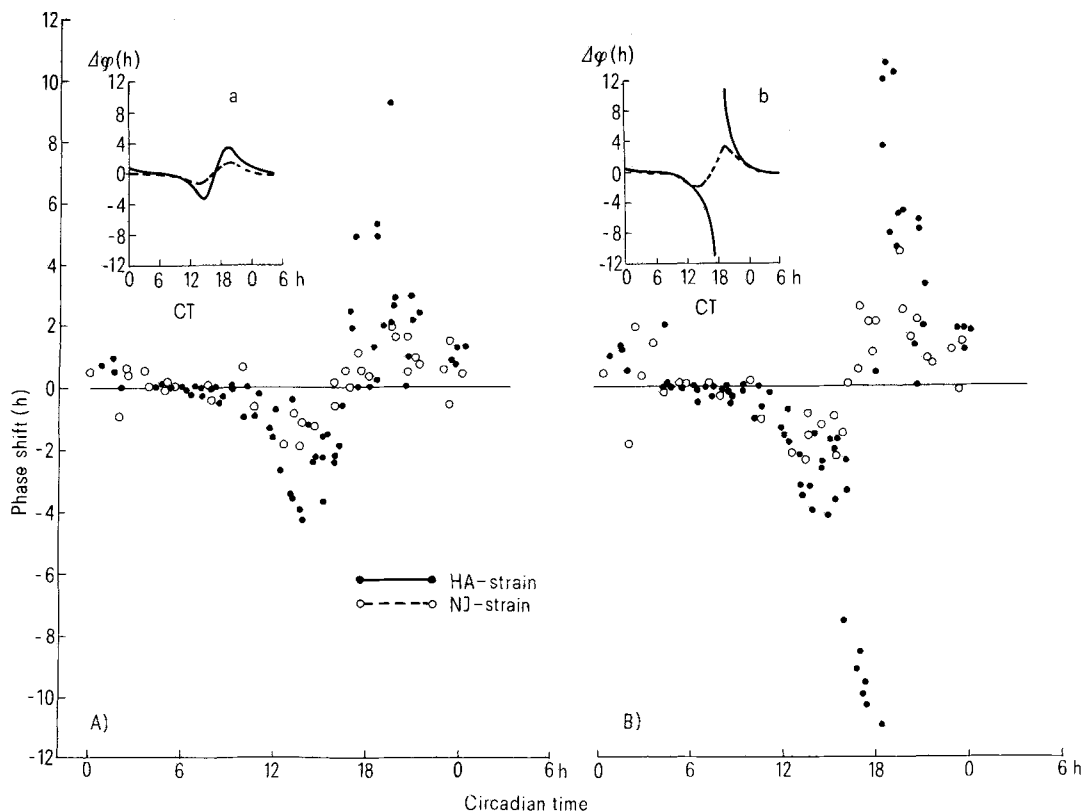 12
10
8
6
4
2
0
-2
-4
-6
-8
-10
-12
Phase shift (h)
Δφ(h)
12
8
4
0
-4
-8
-12
a
0 6 12 18 0 6 h
CT
Δφ(h)
12
8
4
0
-4
-8
-12
b
0 6 12 18 0 6 h
CT
HA-strain
NJ-strain
A)
B)
0 6 12 18 0 6 h
0 6 12 18 0 6 h
Circadian time